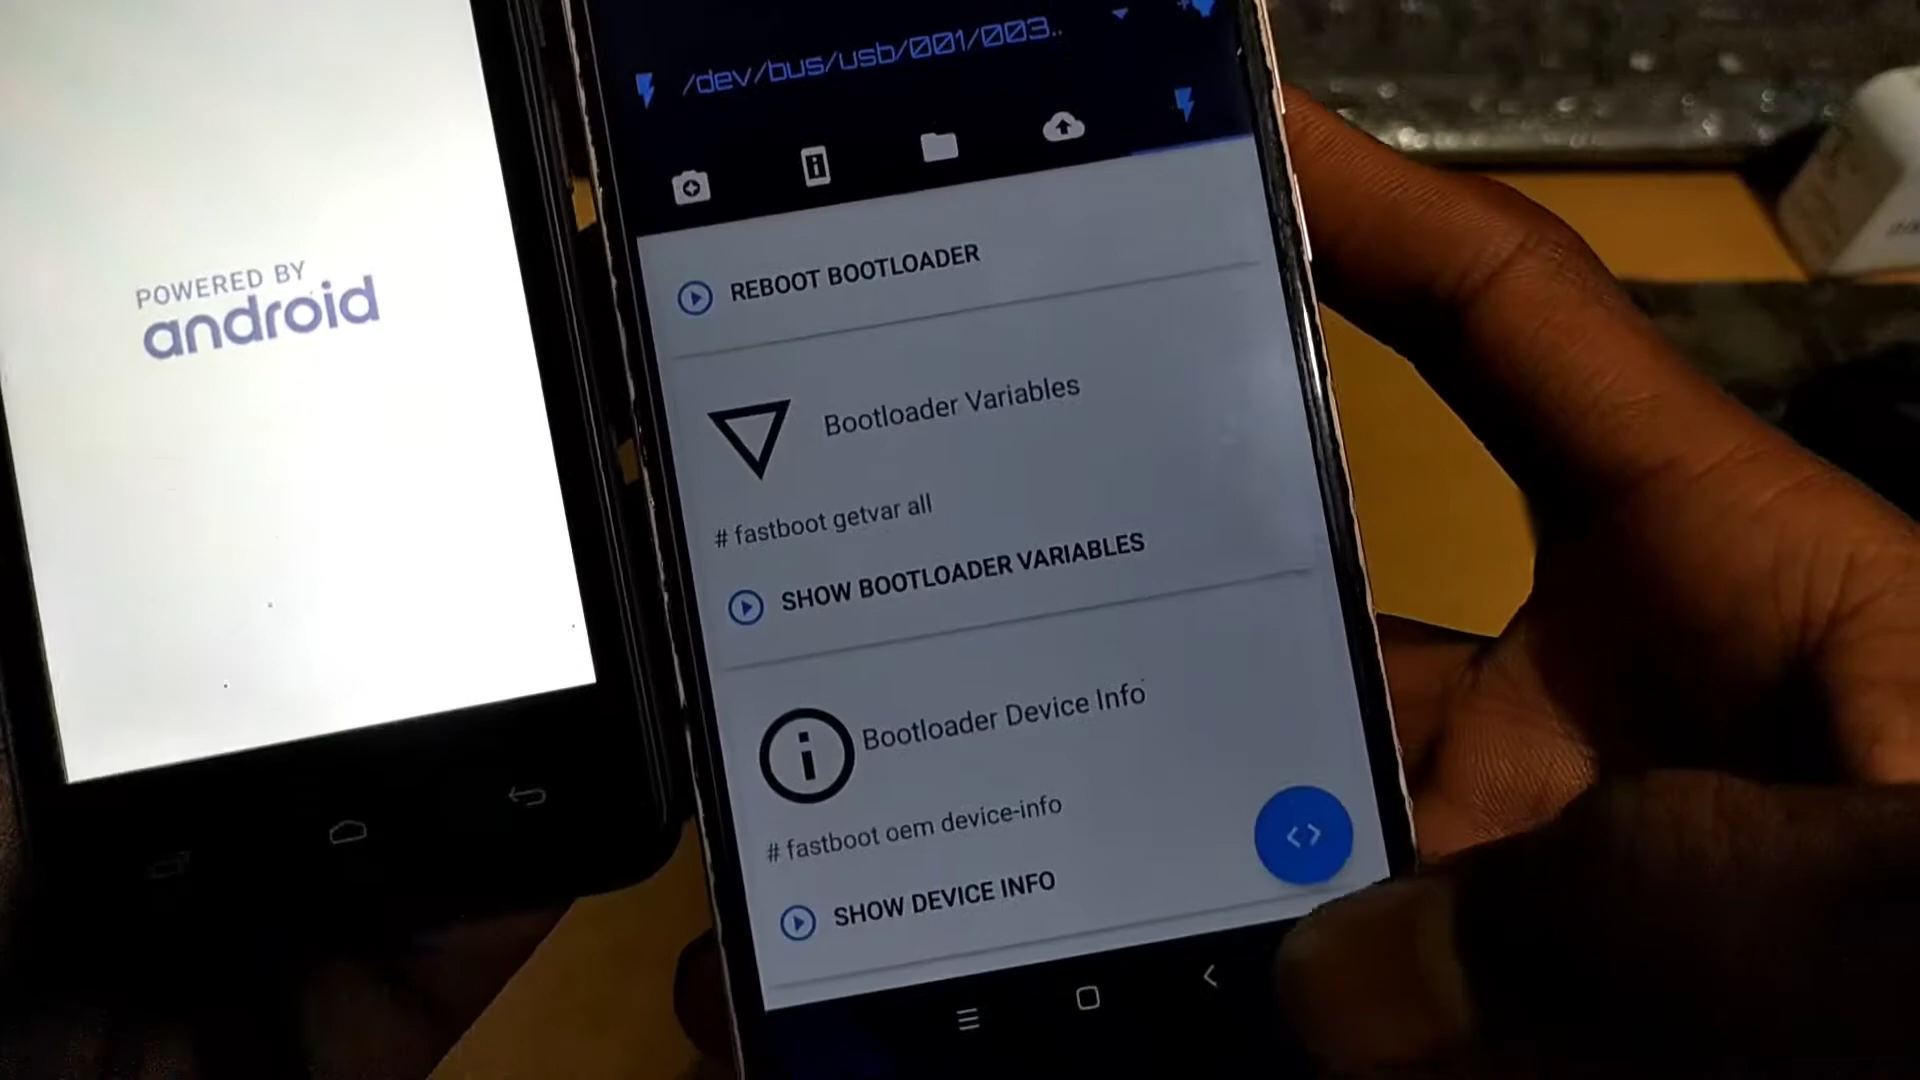 POWERED BY
android
/dev/bus/usb/001/003..
REBOOT BOOTLOADER
Bootloader Variables
# fastboot getvar all
SHOW BOOTLOADER VARIABLES
Bootloader Device Info
# fastboot oem device-info
SHOW DEVICE INFO